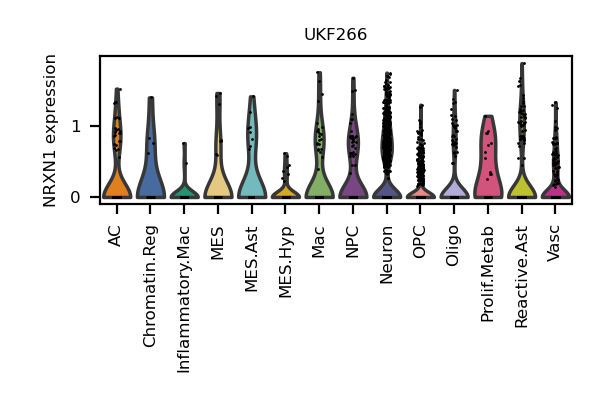 UKF266
NRXN1 expression
1
0
AC
Chromatin.Reg
Inflammatory.Mac
MES
MES.Ast
MES.Hyp
Mac
NPC
Neuron
OPC
Oligo
Prolif.Metab
Reactive.Ast
Vasc